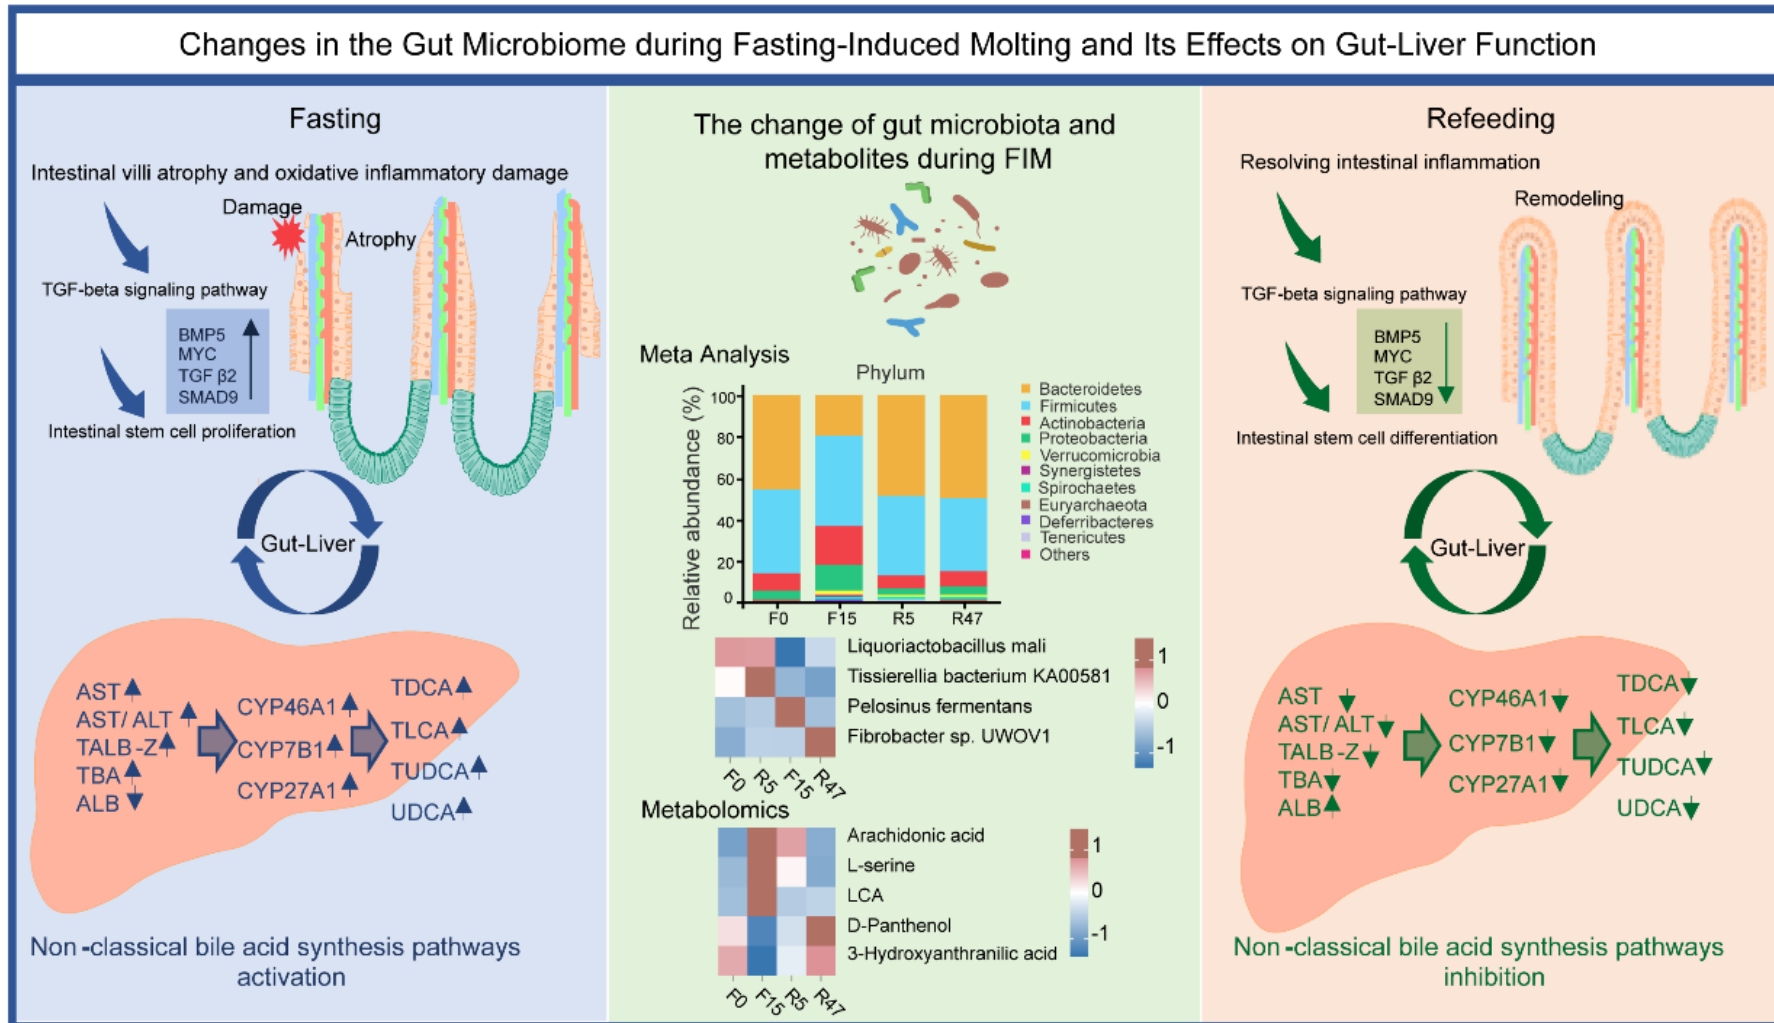 Changes in the Gut Microbiome during Fasting-Induced Molting and Its Effects on Gut-Liver Function
Fasting
Intestinal villi atrophy and oxidative inflammatory damage
Damage
Atrophy
TGF-beta signaling pathway
BMP5
MYC
TGF β2
SMAD9
Intestinal stem cell proliferation
Gut-Liver
AST
AST/ ALT
TALB-Z
TBA
ALB
CYP46A1
CYP7B1
CYP27A1
TDCA
TLCA
TUDCA
UDCA
Non-classical bile acid synthesis pathways
activation
The change of gut microbiota and
metabolites during FIM
Meta Analysis
Phylum
Relative abundance (%)
100
80
60
40
20
0
F0 F15 R5 R47
Bacteroidetes
Firmicutes
Actinobacteria
Proteobacteria
Verrucomicrobia
Synergistetes
Spirochaetes
Euryarchaeota
Deferribacteres
Tenericutes
Others
Liquoriactobacillus mali
Tissierellia bacterium KA00581
Pelosinus fermentans
Fibrobacter sp. UWOV1
F0 R5 F15 R47
1
0
-1
Metabolomics
Arachidonic acid
L-serine
LCA
D-Panthenol
3-Hydroxyanthranilic acid
F0 F15 R5 R47
1
0
-1
Refeeding
Resolving intestinal inflammation
Remodeling
TGF-beta signaling pathway
BMP5
MYC
TGF β2
SMAD9
Intestinal stem cell differentiation
Gut-Liver
AST
AST/ ALT
TALB-Z
TBA
ALB
CYP46A1
CYP7B1
CYP27A1
TDCA
TLCA
TUDCA
UDCA
Non-classical bile acid synthesis pathways
inhibition